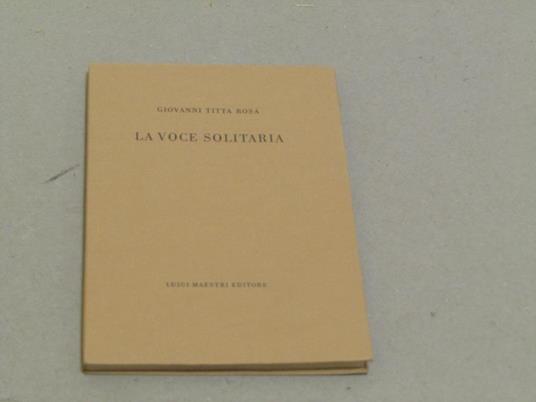 GIOVANNI TITTA ROSA
LA VOCE SOLITARIA
LUIGI MAESTRI EDITORE